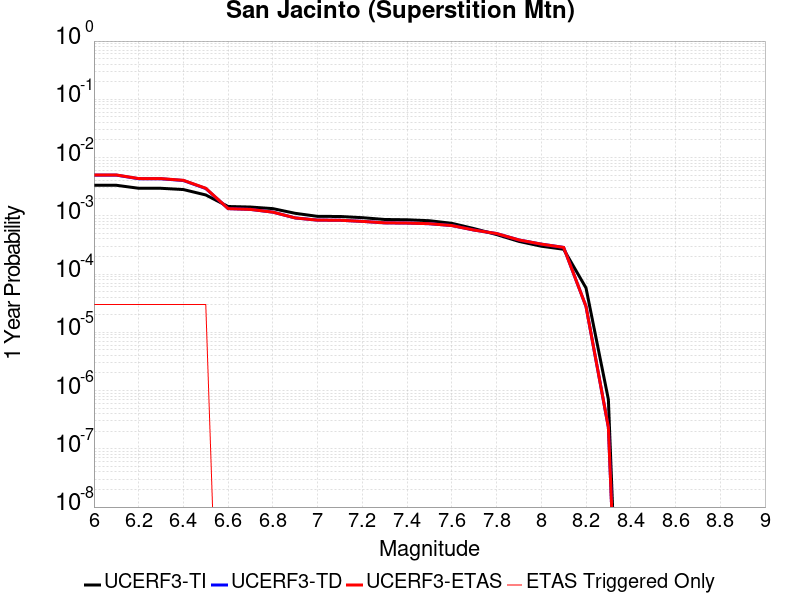 San Jacinto (Superstition Mtn)
10^0
10^-1
10^-2
10^-3
10^-4
10^-5
10^-6
10^-7
10^-8
1 Year Probability
6 6.2 6.4 6.6 6.8 7 7.2 7.4 7.6 7.8 8 8.2 8.4 8.6 8.8 9
Magnitude
UCERF3-TI UCERF3-TD UCERF3-ETAS ETAS Triggered Only